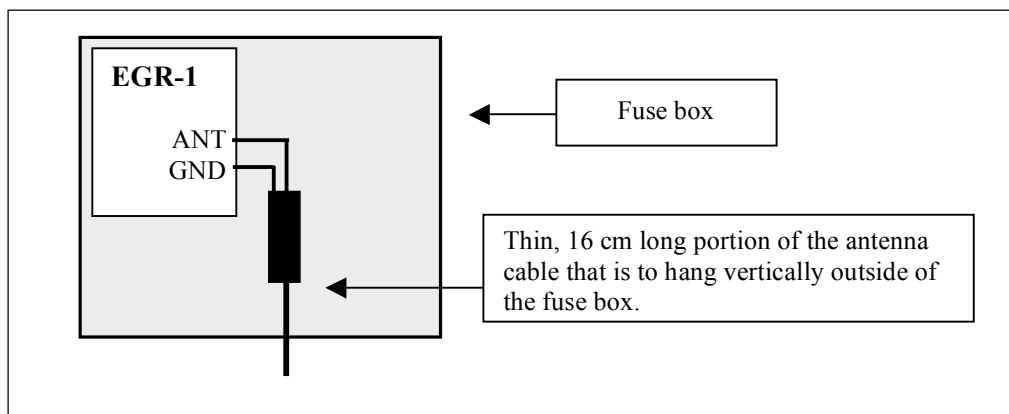 EGR-1
ANT
GND
Fuse box
Thin, 16 cm long portion of the antenna
cable that is to hang vertically outside of
the fuse box.